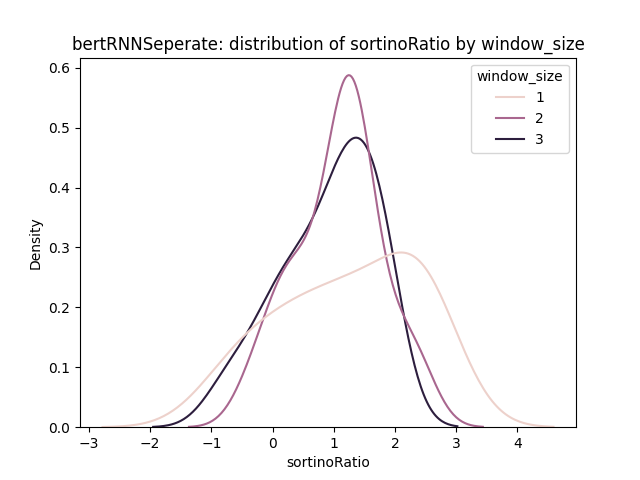 bertRNNSeperate: distribution of sortinoRatio by window_size
window_size
1
2
3
0.6
0.5
0.4
0.3
0.2
0.1
0.0
Density
−3 −2 −1 0 1 2 3 4
sortinoRatio